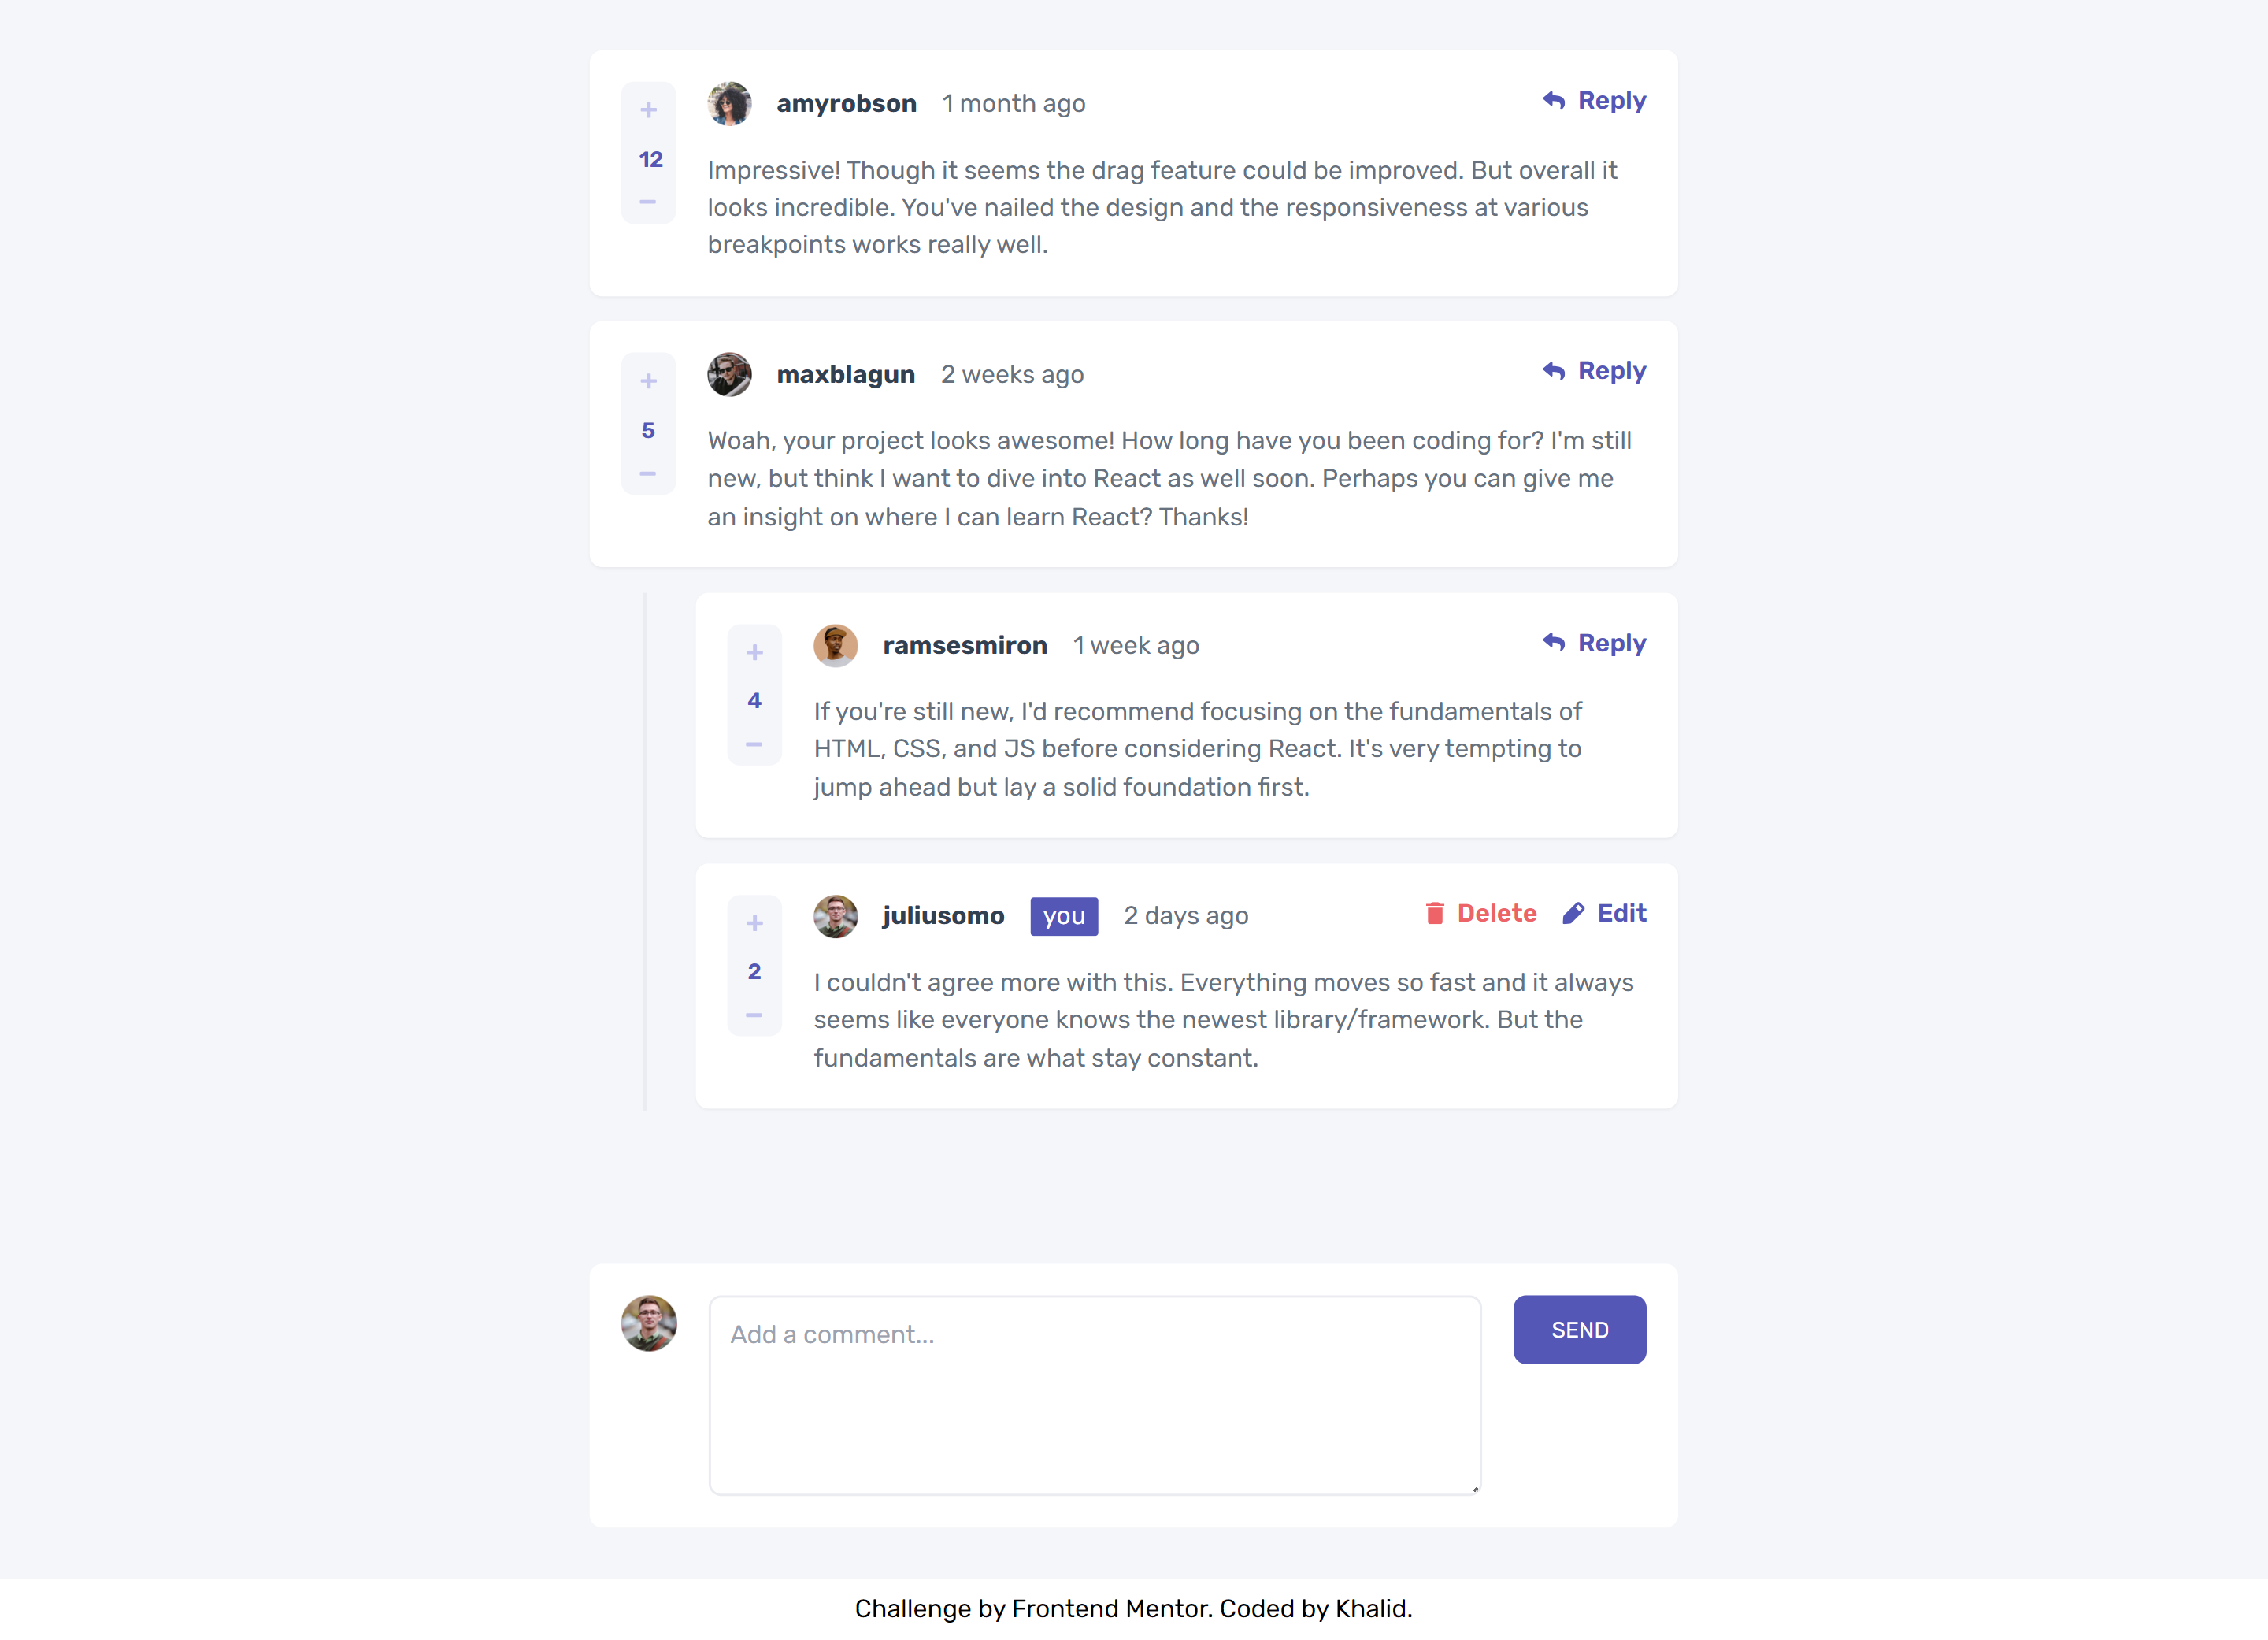 amyrobson 1 month ago Reply
+
12
−
Impressive! Though it seems the drag feature could be improved. But overall it
looks incredible. You've nailed the design and the responsiveness at various
breakpoints works really well.
maxblagun 2 weeks ago Reply
+
5
−
Woah, your project looks awesome! How long have you been coding for? I'm still
new, but think I want to dive into React as well soon. Perhaps you can give me
an insight on where I can learn React? Thanks!
ramsesmiron 1 week ago Reply
+
4
−
If you're still new, I'd recommend focusing on the fundamentals of
HTML, CSS, and JS before considering React. It's very tempting to
jump ahead but lay a solid foundation first.
juliusomo you 2 days ago Delete Edit
+
2
−
I couldn't agree more with this. Everything moves so fast and it always
seems like everyone knows the newest library/framework. But the
fundamentals are what stay constant.
Add a comment...
SEND
Challenge by Frontend Mentor. Coded by Khalid.